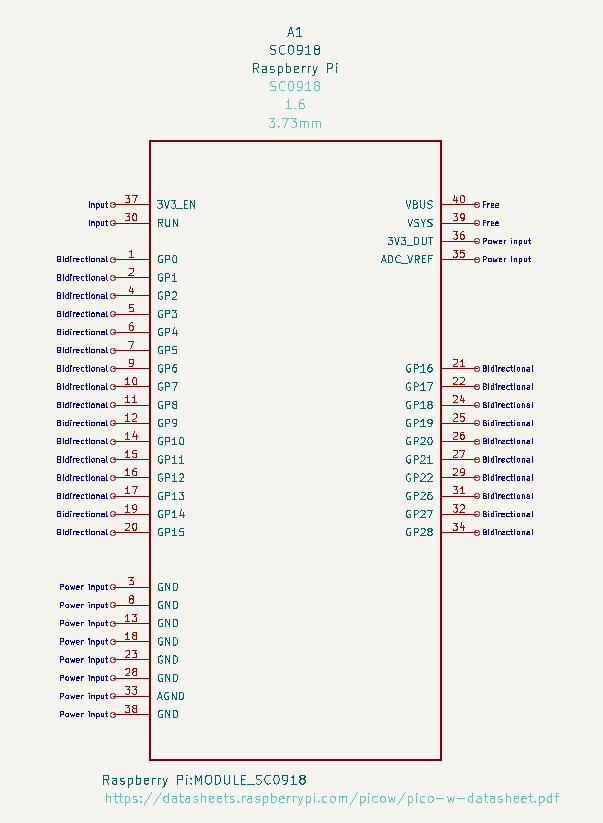 A1
SC0918
Raspberry Pi
SC0918
1.6
3.73mm
Input 37 3V3_EN VBUS 40 Free
Input 30 RUN VSYS 39 Free
3V3_OUT 36 Power input
Bidirectional 1 GP0 ADC_VREF 35 Power input
Bidirectional 2 GP1
Bidirectional 4 GP2
Bidirectional 5 GP3
Bidirectional 6 GP4
Bidirectional 7 GP5
Bidirectional 9 GP6 GP16 21 Bidirectional
Bidirectional 10 GP7 GP17 22 Bidirectional
Bidirectional 11 GP8 GP18 24 Bidirectional
Bidirectional 12 GP9 GP19 25 Bidirectional
Bidirectional 14 GP10 GP20 26 Bidirectional
Bidirectional 15 GP11 GP21 27 Bidirectional
Bidirectional 16 GP12 GP22 29 Bidirectional
Bidirectional 17 GP13 GP26 31 Bidirectional
Bidirectional 19 GP14 GP27 32 Bidirectional
Bidirectional 20 GP15 GP28 34 Bidirectional
Power input 3 GND
Power input 8 GND
Power input 13 GND
Power input 18 GND
Power input 23 GND
Power input 28 GND
Power input 33 AGND
Power input 38 GND
Raspberry Pi:MODULE_SC0918
https://datasheets.raspberrypi.com/picow/pico-w-datasheet.pdf